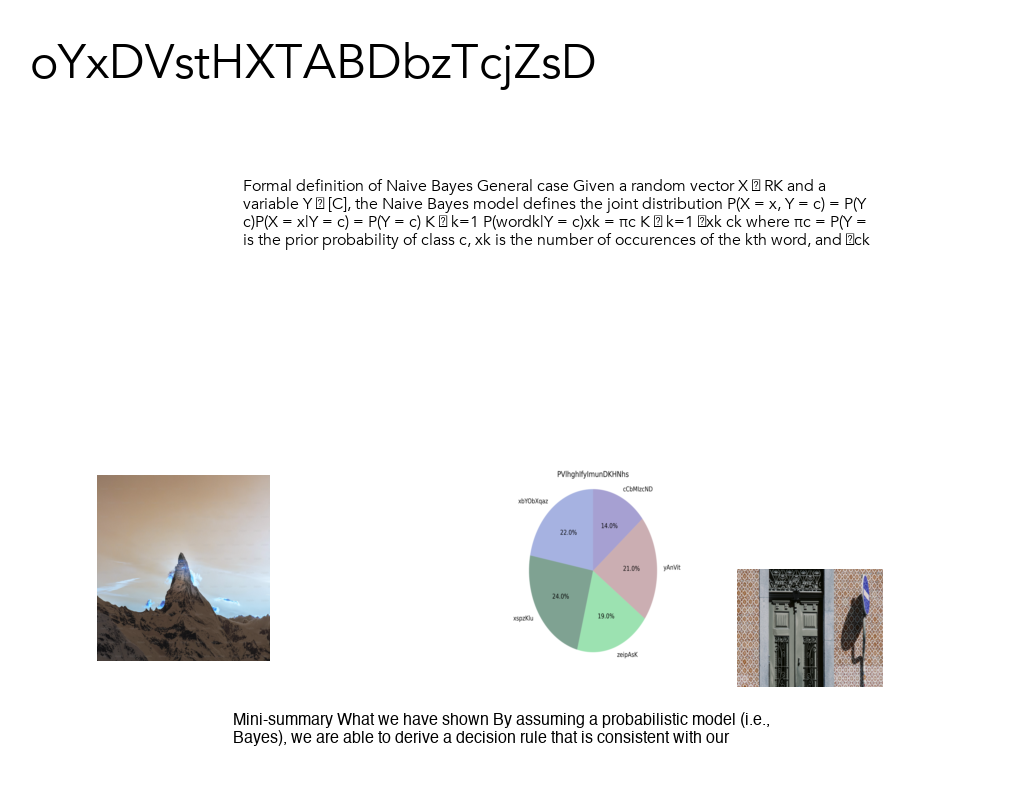 oYxDVstHXTABDbzTcjZsD
Formal definition of Naive Bayes General case Given a random vector X � RK and a
variable Y � [C], the Naive Bayes model defines the joint distribution P(X = x, Y = c) = P(Y
c)P(X = x|Y = c) = P(Y = c) K � k=1 P(wordk|Y = c)xk = πc K � k=1 �xk ck where πc = P(Y =
is the prior probability of class c, xk is the number of occurences of the kth word, and �ck
PVlhghlfylmunDKHNhs
cCbMlzcND
xbYObXqaz
14.0%
22.0%
yAnVit
21.0%
24.0%
19.0%
xspzKlu
zeipAsK
Mini-summary What we have shown By assuming a probabilistic model (i.e.,
Bayes), we are able to derive a decision rule that is consistent with our